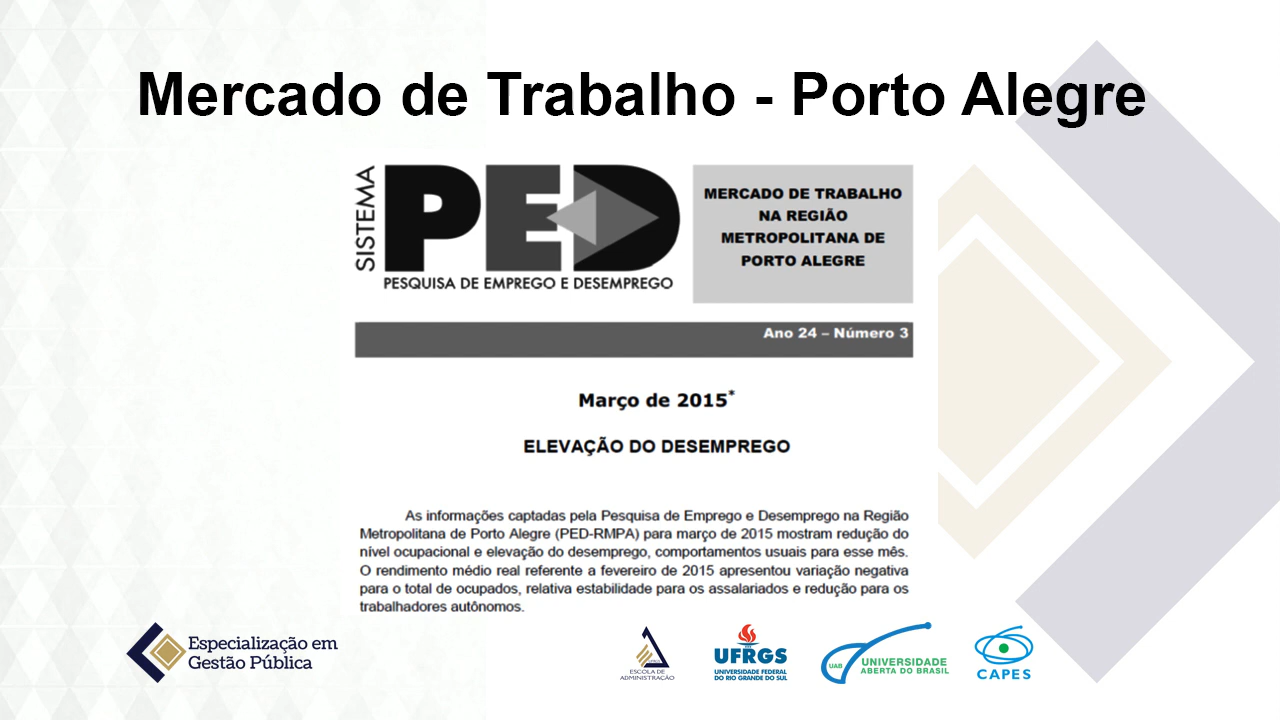 Mercado de Trabalho - Porto Alegre
SISTEMA
PED
PESQUISA DE EMPREGO E DESEMPREGO
MERCADO DE TRABALHO
NA REGIÃO
METROPOLITANA DE
PORTO ALEGRE
Ano 24 – Número 3
Março de 2015*
ELEVAÇÃO DO DESEMPREGO
As informações captadas pela Pesquisa de Emprego e Desemprego na Região
Metropolitana de Porto Alegre (PED-RMPA) para março de 2015 mostram redução do
nível ocupacional e elevação do desemprego, comportamentos usuais para esse mês.
O rendimento médio real referente a fevereiro de 2015 apresentou variação negativa
para o total de ocupados, relativa estabilidade para os assalariados e redução para os
trabalhadores autônomos.
Especialização em
Gestão Pública
ESCOLA DE
ADMINISTRAÇÃO
UFRGS
UNIVERSIDADE FEDERAL
DO RIO GRANDE DO SUL
UAB
UNIVERSIDADE
ABERTA DO BRASIL
CAPES